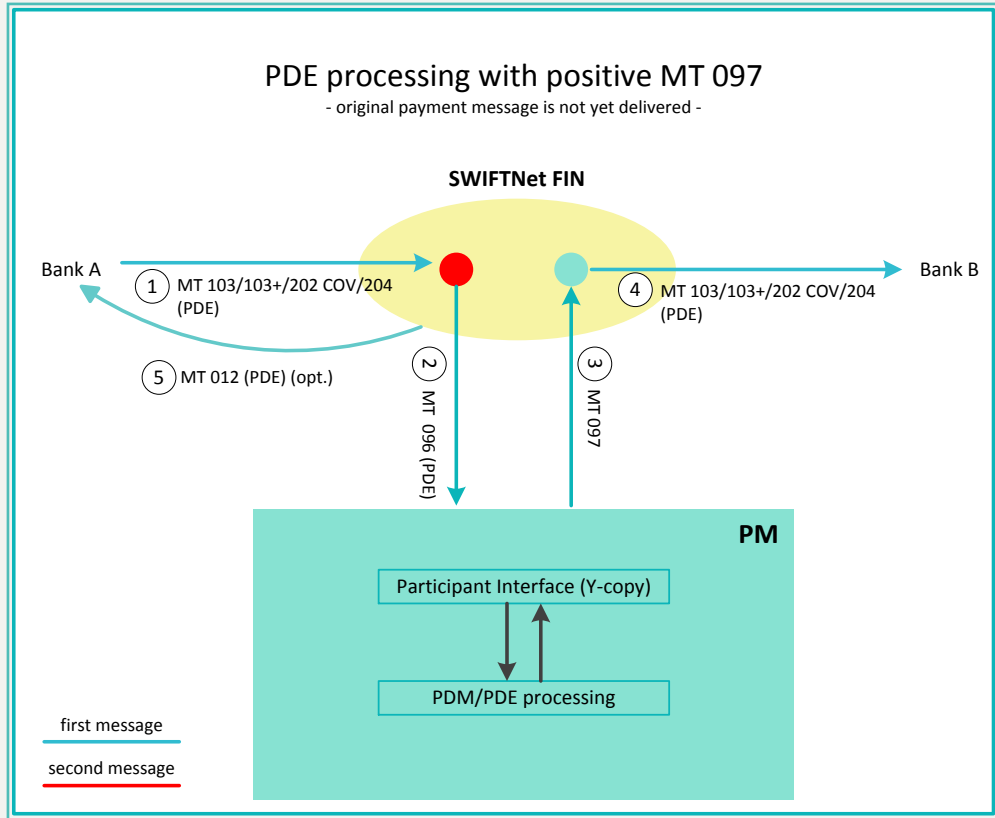 PDE processing with positive MT 097
- original payment message is not yet delivered -
SWIFTNet FIN
Bank A
Bank B
1 MT 103/103+/202 COV/204
(PDE)
4 MT 103/103+/202 COV/204
(PDE)
5 MT 012 (PDE) (opt.)
2 MT 096 (PDE)
3 MT 097
PM
Participant Interface (Y-copy)
PDM/PDE processing
first message
second message